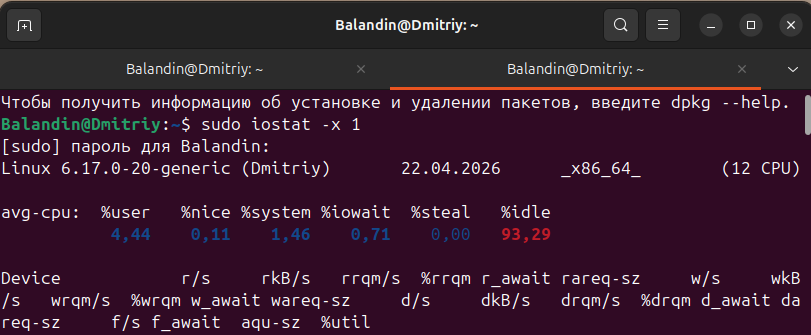 Balandin@Dmitriy: ~
Balandin@Dmitriy: ~
Balandin@Dmitriy: ~
Чтобы получить информацию об установке и удалении пакетов, введите dpkg --help.
Balandin@Dmitriy:~$ sudo iostat -x 1
[sudo] пароль для Balandin:
Linux 6.17.0-20-generic (Dmitriy) 22.04.2026 _x86_64_ (12 CPU)
avg-cpu: %user %nice %system %iowait %steal %idle
4,44 0,11 1,46 0,71 0,00 93,29
Device r/s rkB/s rrqm/s %rrqm r_await rareq-sz w/s wkB
/s wrqm/s %wrqm w_await wareq-sz d/s dkB/s drqm/s %drqm d_await da
req-sz f/s f_await aqu-sz %util